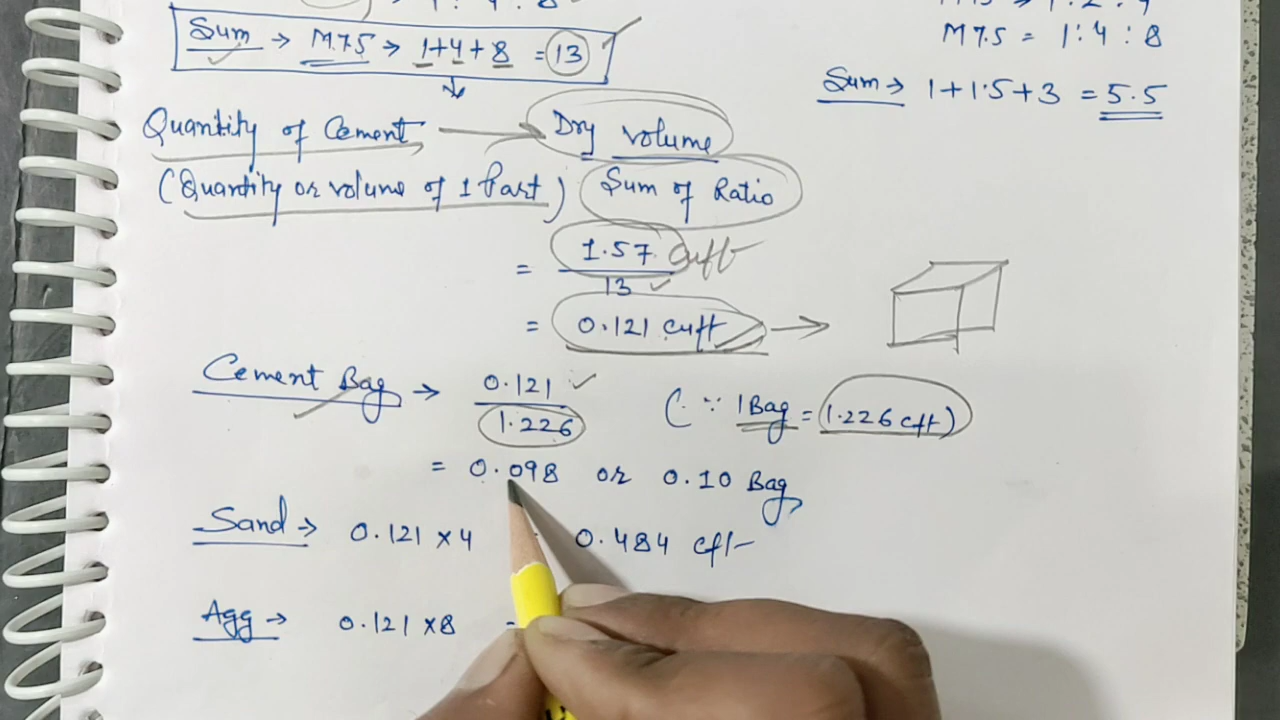 Sum → M7.5 → 1+4+8 = 13
M7.5 = 1:4:8
Sum → 1+1.5+3 = 5.5
Quantity of Cement → Dry volume
(Quantity or volume of 1 Part) Sum of Ratio
= 1.57 cuft
13
= 0.121 cuft →
Cement Bag → 0.121
1.226
(∵ 1Bag = 1.226 cft)
= 0.098 or 0.10 Bag
Sand → 0.121 × 4 0.484 cft
Agg → 0.121 × 8 =